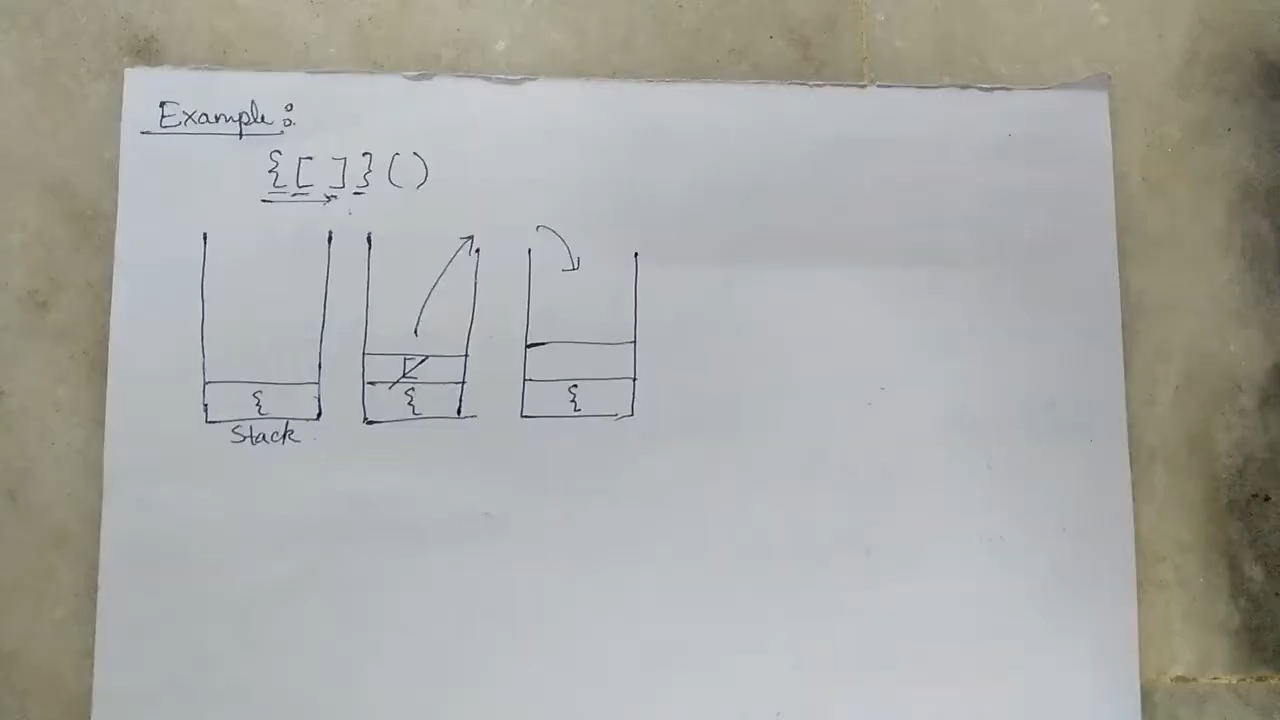 Example:
{[]}()
[
{ { {
Stack